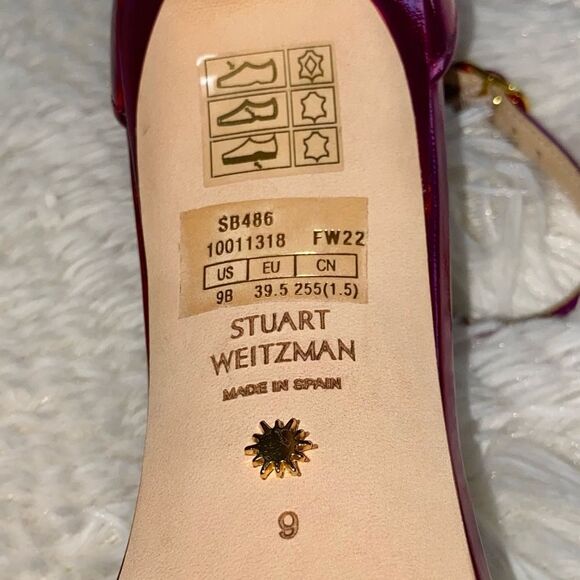 SB486
10011318 FW22
US EU CN
9B 39.5 255(1.5)
STUART
WEITZMAN
MADE IN SPAIN
9